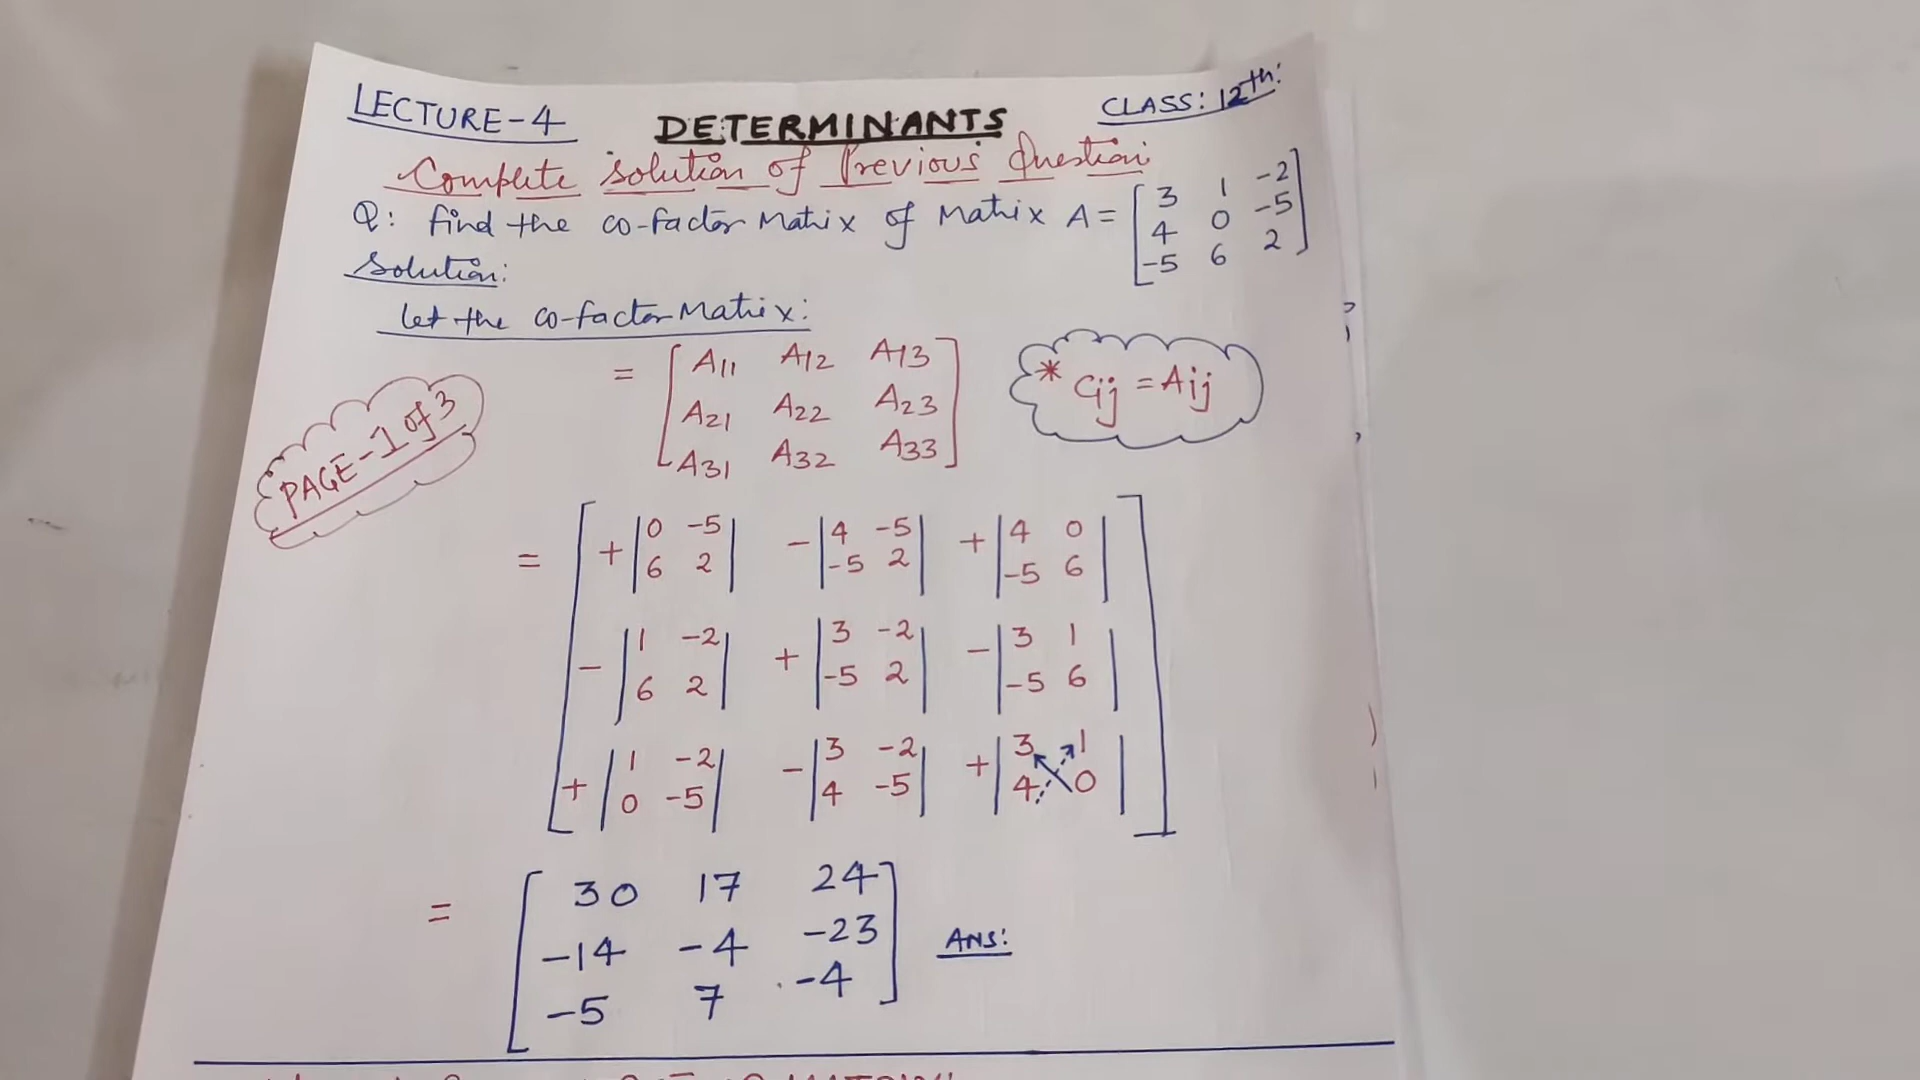 LECTURE-4 DETERMINANTS CLASS: 12th:
Complete solution of Previous Question
Q: find the co-factor Matrix of Matrix A = [ 3 1 -2
4 0 -5
-5 6 2 ]
Solution:
let the co-factor Matrix:
= [ A11 A12 A13
A21 A22 A23
A31 A32 A33 ]
* Cij = Aij
PAGE-1 of 3
= [ + | 0 -5 | - | 4 -5 | + | 4 0 |
| 6 2 | | -5 2 | | -5 6 |
- | 1 -2 | + | 3 -2 | - | 3 1 |
| 6 2 | | -5 2 | | -5 6 |
+ | 1 -2 | - | 3 -2 | + | 3 1 |
| 0 -5 | | 4 -5 | | 4 0 | ]
= [ 30 17 24
-14 -4 -23
-5 7 -4 ] ANS: